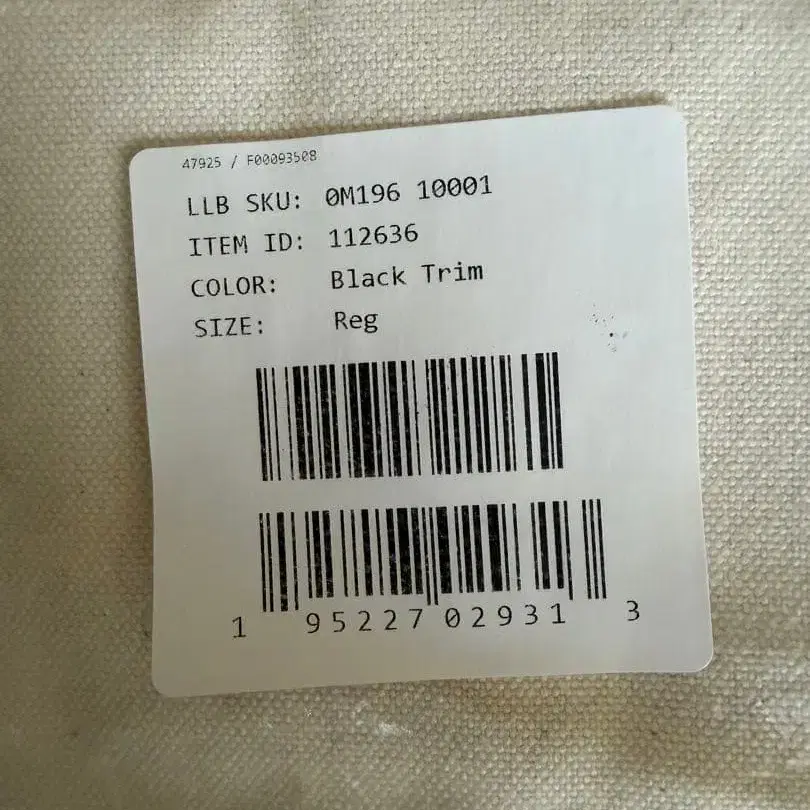 47925 / F00093508
LLB SKU: 0M196 10001
ITEM ID: 112636
COLOR: Black Trim
SIZE: Reg
1 95227 02931 3